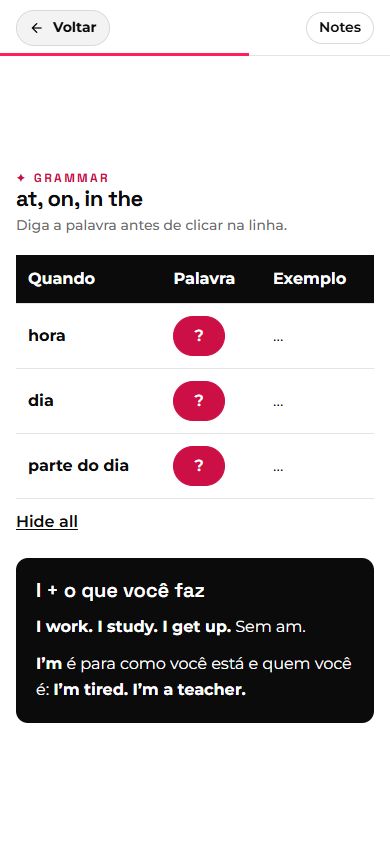 ← Voltar
Notes
✦ GRAMMAR
at, on, in the
Diga a palavra antes de clicar na linha.
Quando Palavra Exemplo
hora ? ...
dia ? ...
parte do dia ? ...
Hide all
I + o que você faz
I work. I study. I get up. Sem am.
I’m é para como você está e quem você
é: I’m tired. I’m a teacher.